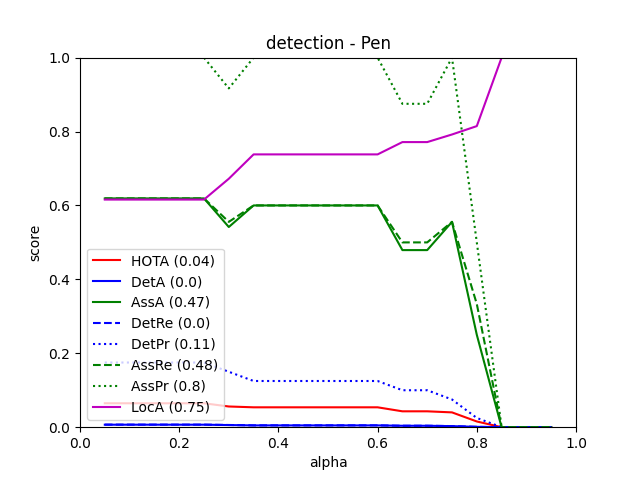 detection - Pen
1.0
0.8
0.6
0.4
0.2
0.0
score
HOTA (0.04)
DetA (0.0)
AssA (0.47)
DetRe (0.0)
DetPr (0.11)
AssRe (0.48)
AssPr (0.8)
LocA (0.75)
0.0 0.2 0.4 0.6 0.8 1.0
alpha